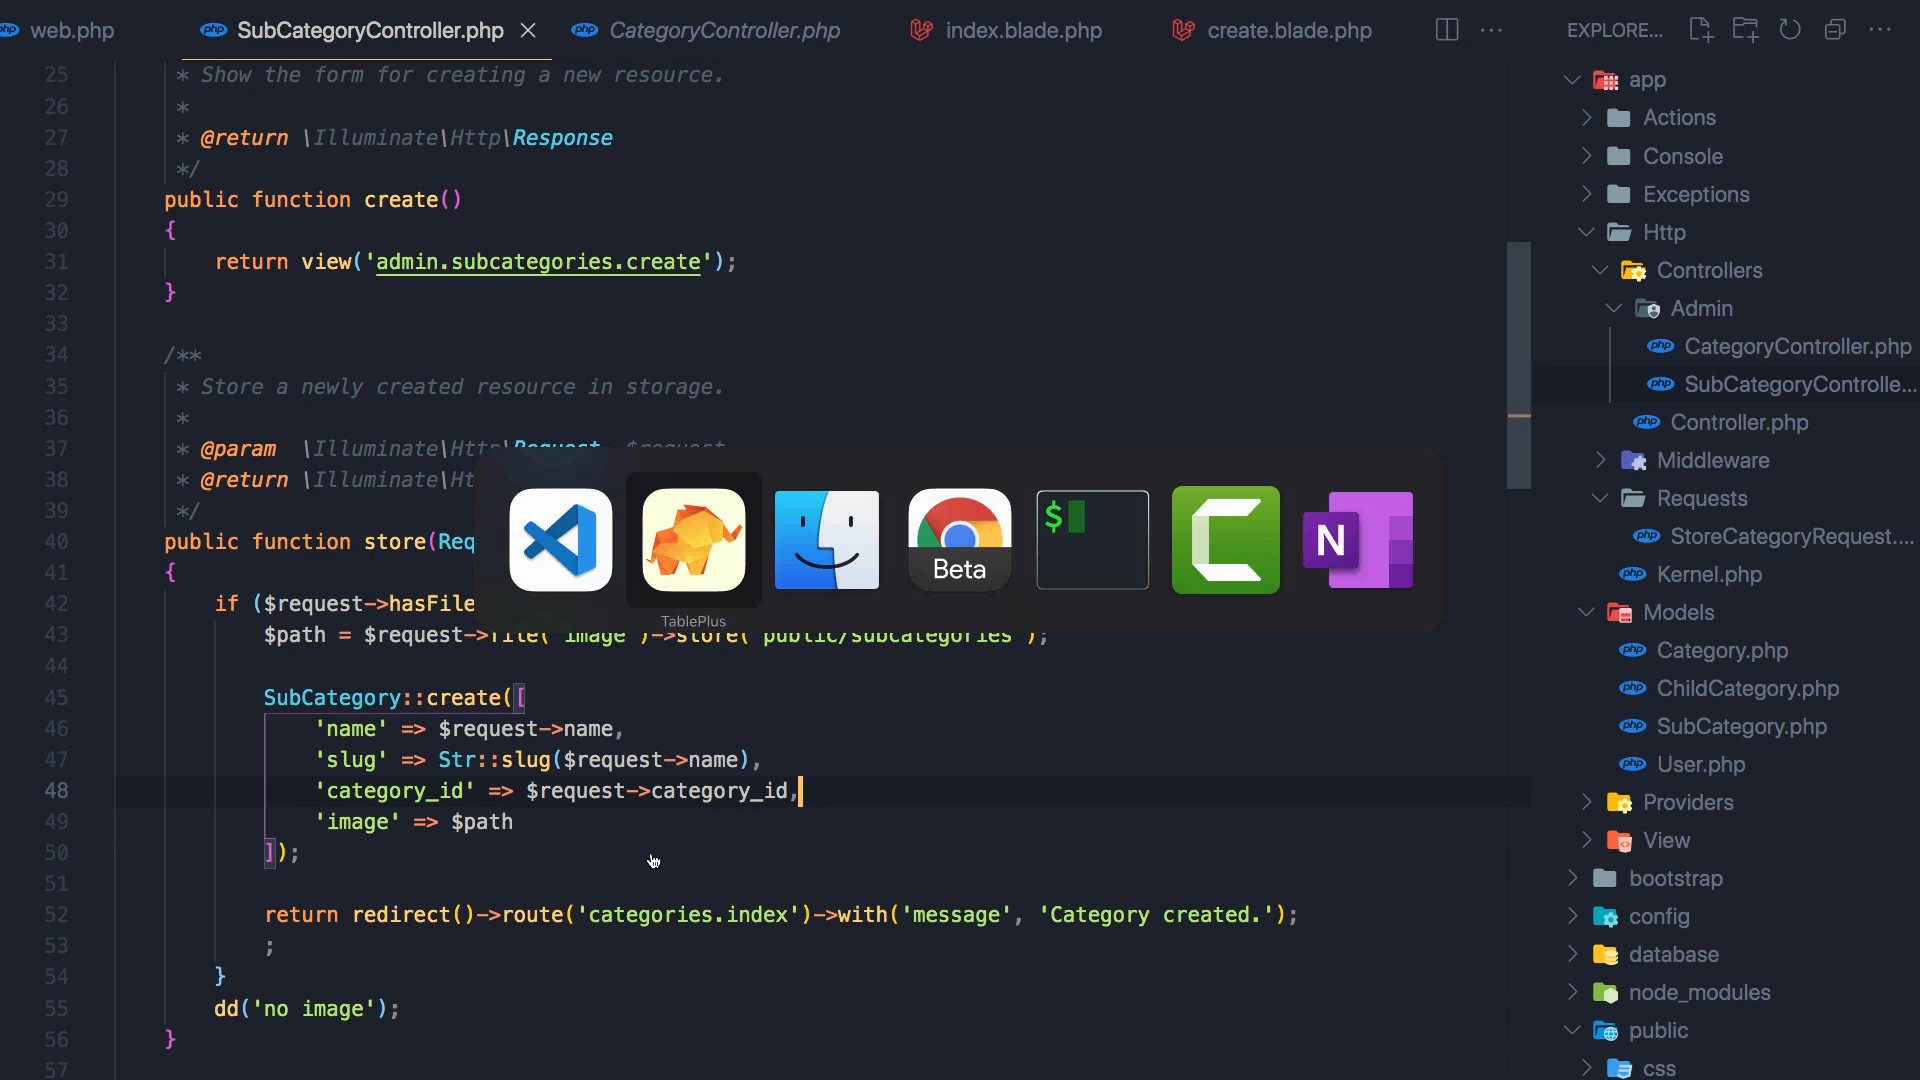 web.php
SubCategoryController.php
CategoryController.php
index.blade.php
create.blade.php
EXPLORE...
25 * Show the form for creating a new resource.
26 *
27 * @return \Illuminate\Http\Response
28 */
29 public function create()
30 {
31 return view('admin.subcategories.create');
32 }
33
34 /**
35 * Store a newly created resource in storage.
36 *
37 * @param \Illuminate\Http\Request $request
38 * @return \Illuminate\Ht
39 */
40 public function store(Req
41 {
42 if ($request->hasFile
43 $path = $request->file('image')->store('public/subcategories');
44
45 SubCategory::create([
46 'name' => $request->name,
47 'slug' => Str::slug($request->name),
48 'category_id' => $request->category_id,
49 'image' => $path
50 ]);
51
52 return redirect()->route('categories.index')->with('message', 'Category created.');
53 ;
54 }
55 dd('no image');
56 }
57
Beta
$
N
TablePlus
app
Actions
Console
Exceptions
Http
Controllers
Admin
CategoryController.php
SubCategoryControlle...
Controller.php
Middleware
Requests
StoreCategoryRequest....
Kernel.php
Models
Category.php
ChildCategory.php
SubCategory.php
User.php
Providers
View
bootstrap
config
database
node_modules
public
css